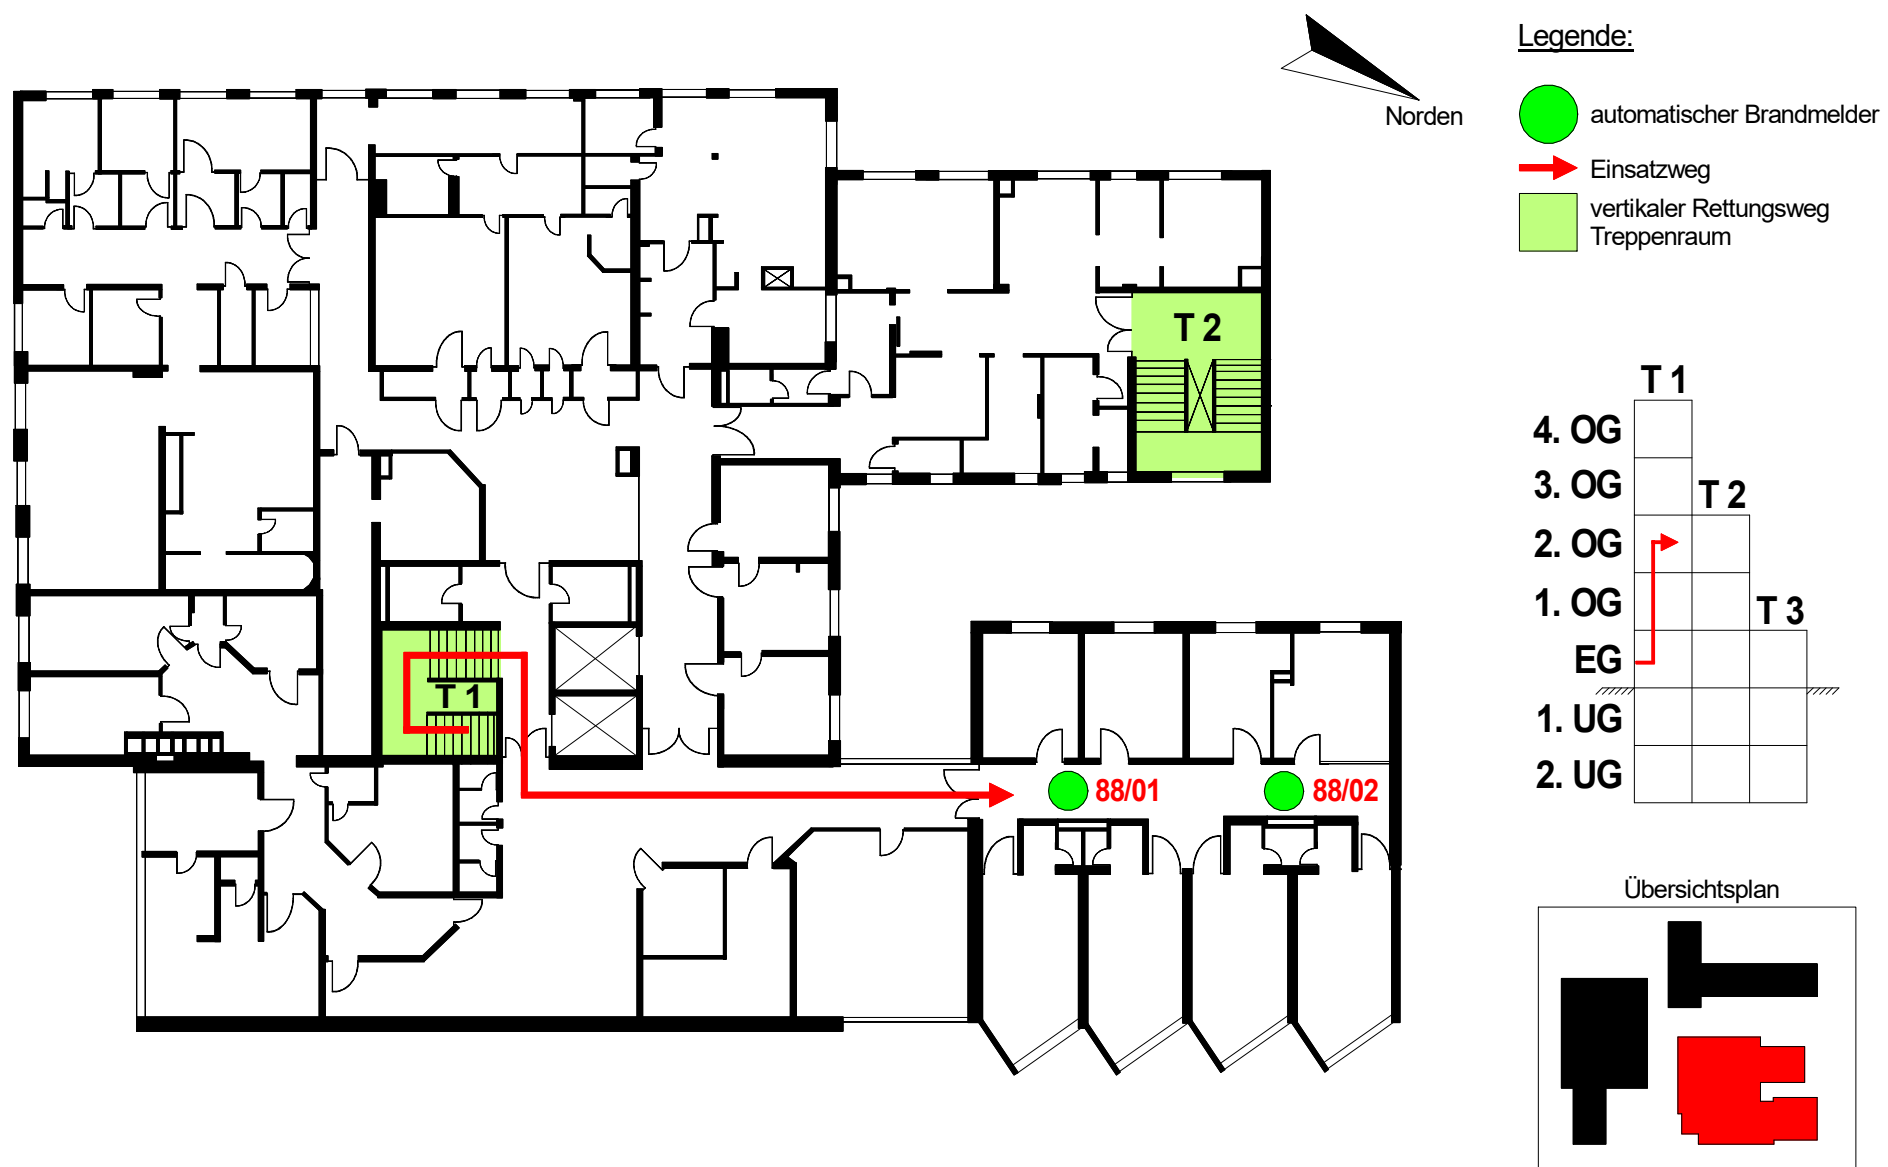 Norden
Legende:
automatischer Brandmelder
Einsatzweg
vertikaler Rettungsweg
Treppenraum
T 2
T 1
88/01
88/02
T 1
4. OG
3. OG
T 2
2. OG
1. OG
T 3
EG
1. UG
2. UG
Übersichtsplan